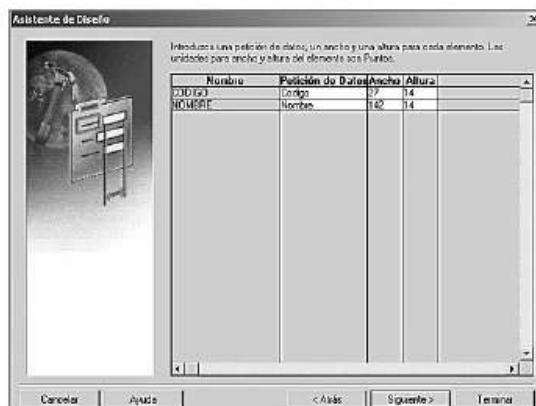 Asistente de Diseño
Introduzca una petición de datos, un ancho y una altura para cada elemento. Las
unidades para ancho y altura del elemento son Puntos.
Nombre Petición de Datos Ancho Altura
CODIGO Codigo 27 14
NOMBRE Nombre 142 14
Cancelar Ayuda < Atrás Siguiente > Terminar